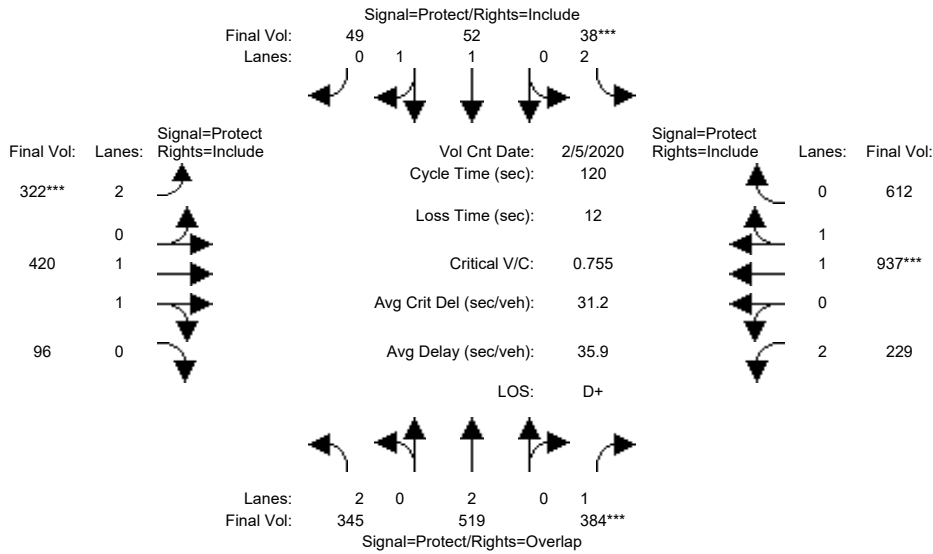 Signal=Protect/Rights=Include
Final Vol: 49 52 38***
Lanes: 0 1 1 0 2
Signal=Protect Signal=Protect
Final Vol: Lanes: Rights=Include Vol Cnt Date: 2/5/2020 Rights=Include Lanes: Final Vol:
Cycle Time (sec): 120
322*** 2 0 612
Loss Time (sec): 12
0 1
420 1 Critical V/C: 0.755 1 937***
1 Avg Crit Del (sec/veh): 31.2 0
96 0 Avg Delay (sec/veh): 35.9 2 229
LOS: D+
Lanes: 2 0 2 0 1
Final Vol: 345 519 384***
Signal=Protect/Rights=Overlap